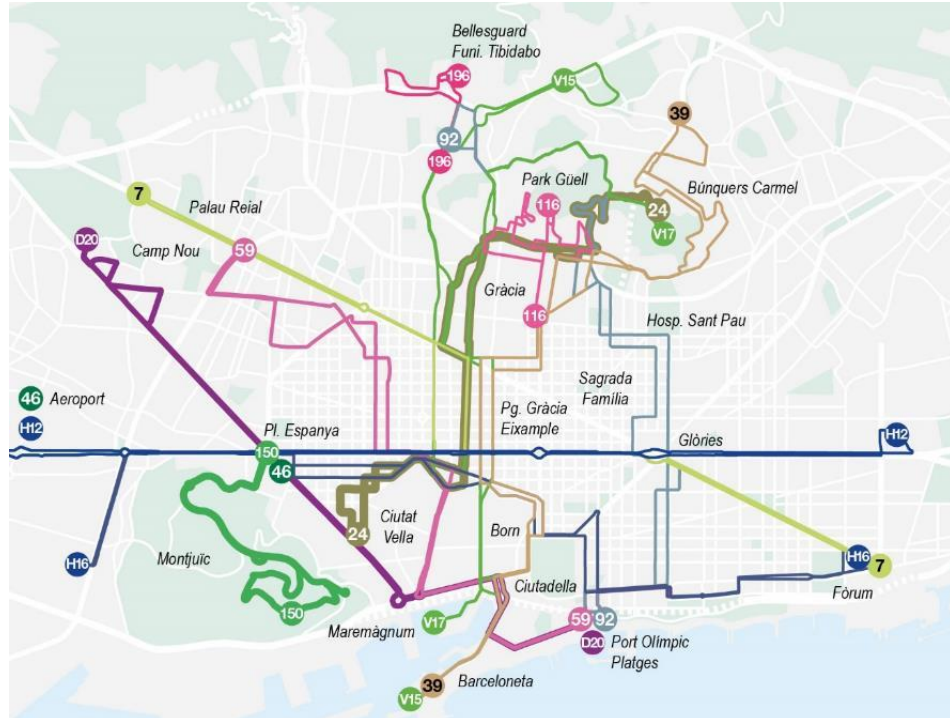 Bellesguard
Funi. Tibidabo
196
V15
92
196
39
Park Güell
116
Búnquers Carmel
24
V17
7
Palau Reial
D20
Camp Nou
59
Gràcia
116
Hosp. Sant Pau
Sagrada
Família
46 Aeroport
H12
Pl. Espanya
150
46
Pg. Gràcia
Eixample
Glòries
H12
24
Ciutat
Vella
Born
Montjuïc
H16
150
Ciutadella
H16
7
Fòrum
Maremàgnum
V17
59
92
D20
Port Olímpic
Platges
V15
39
Barceloneta